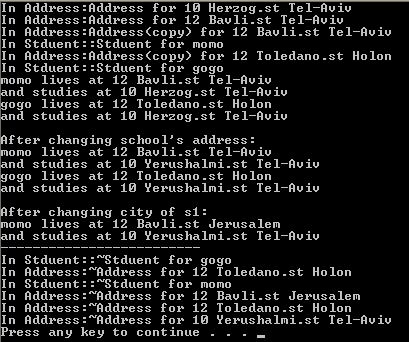 In Address:Address for 10 Herzog.st Tel-Aviv
In Address:Address for 12 Bavli.st Tel-Aviv
In Address:Address(copy) for 12 Bavli.st Tel-Aviv
In Stduent::Stduent for momo
In Address:Address(copy) for 12 Toledano.st Holon
In Stduent::Stduent for gogo
momo lives at 12 Bavli.st Tel-Aviv
and studies at 10 Herzog.st Tel-Aviv
gogo lives at 12 Toledano.st Holon
and studies at 10 Herzog.st Tel-Aviv
After changing school's address:
momo lives at 12 Bavli.st Tel-Aviv
and studies at 10 Yerushalmi.st Tel-Aviv
gogo lives at 12 Toledano.st Holon
and studies at 10 Yerushalmi.st Tel-Aviv
After changing city of s1:
momo lives at 12 Bavli.st Jerusalem
and studies at 10 Yerushalmi.st Tel-Aviv
-------------------------
In Stduent::~Stduent for gogo
In Address:~Address for 12 Toledano.st Holon
In Stduent::~Stduent for momo
In Address:~Address for 12 Bavli.st Jerusalem
In Address:~Address for 12 Toledano.st Holon
In Address:~Address for 10 Yerushalmi.st Tel-Aviv
Press any key to continue . . . _